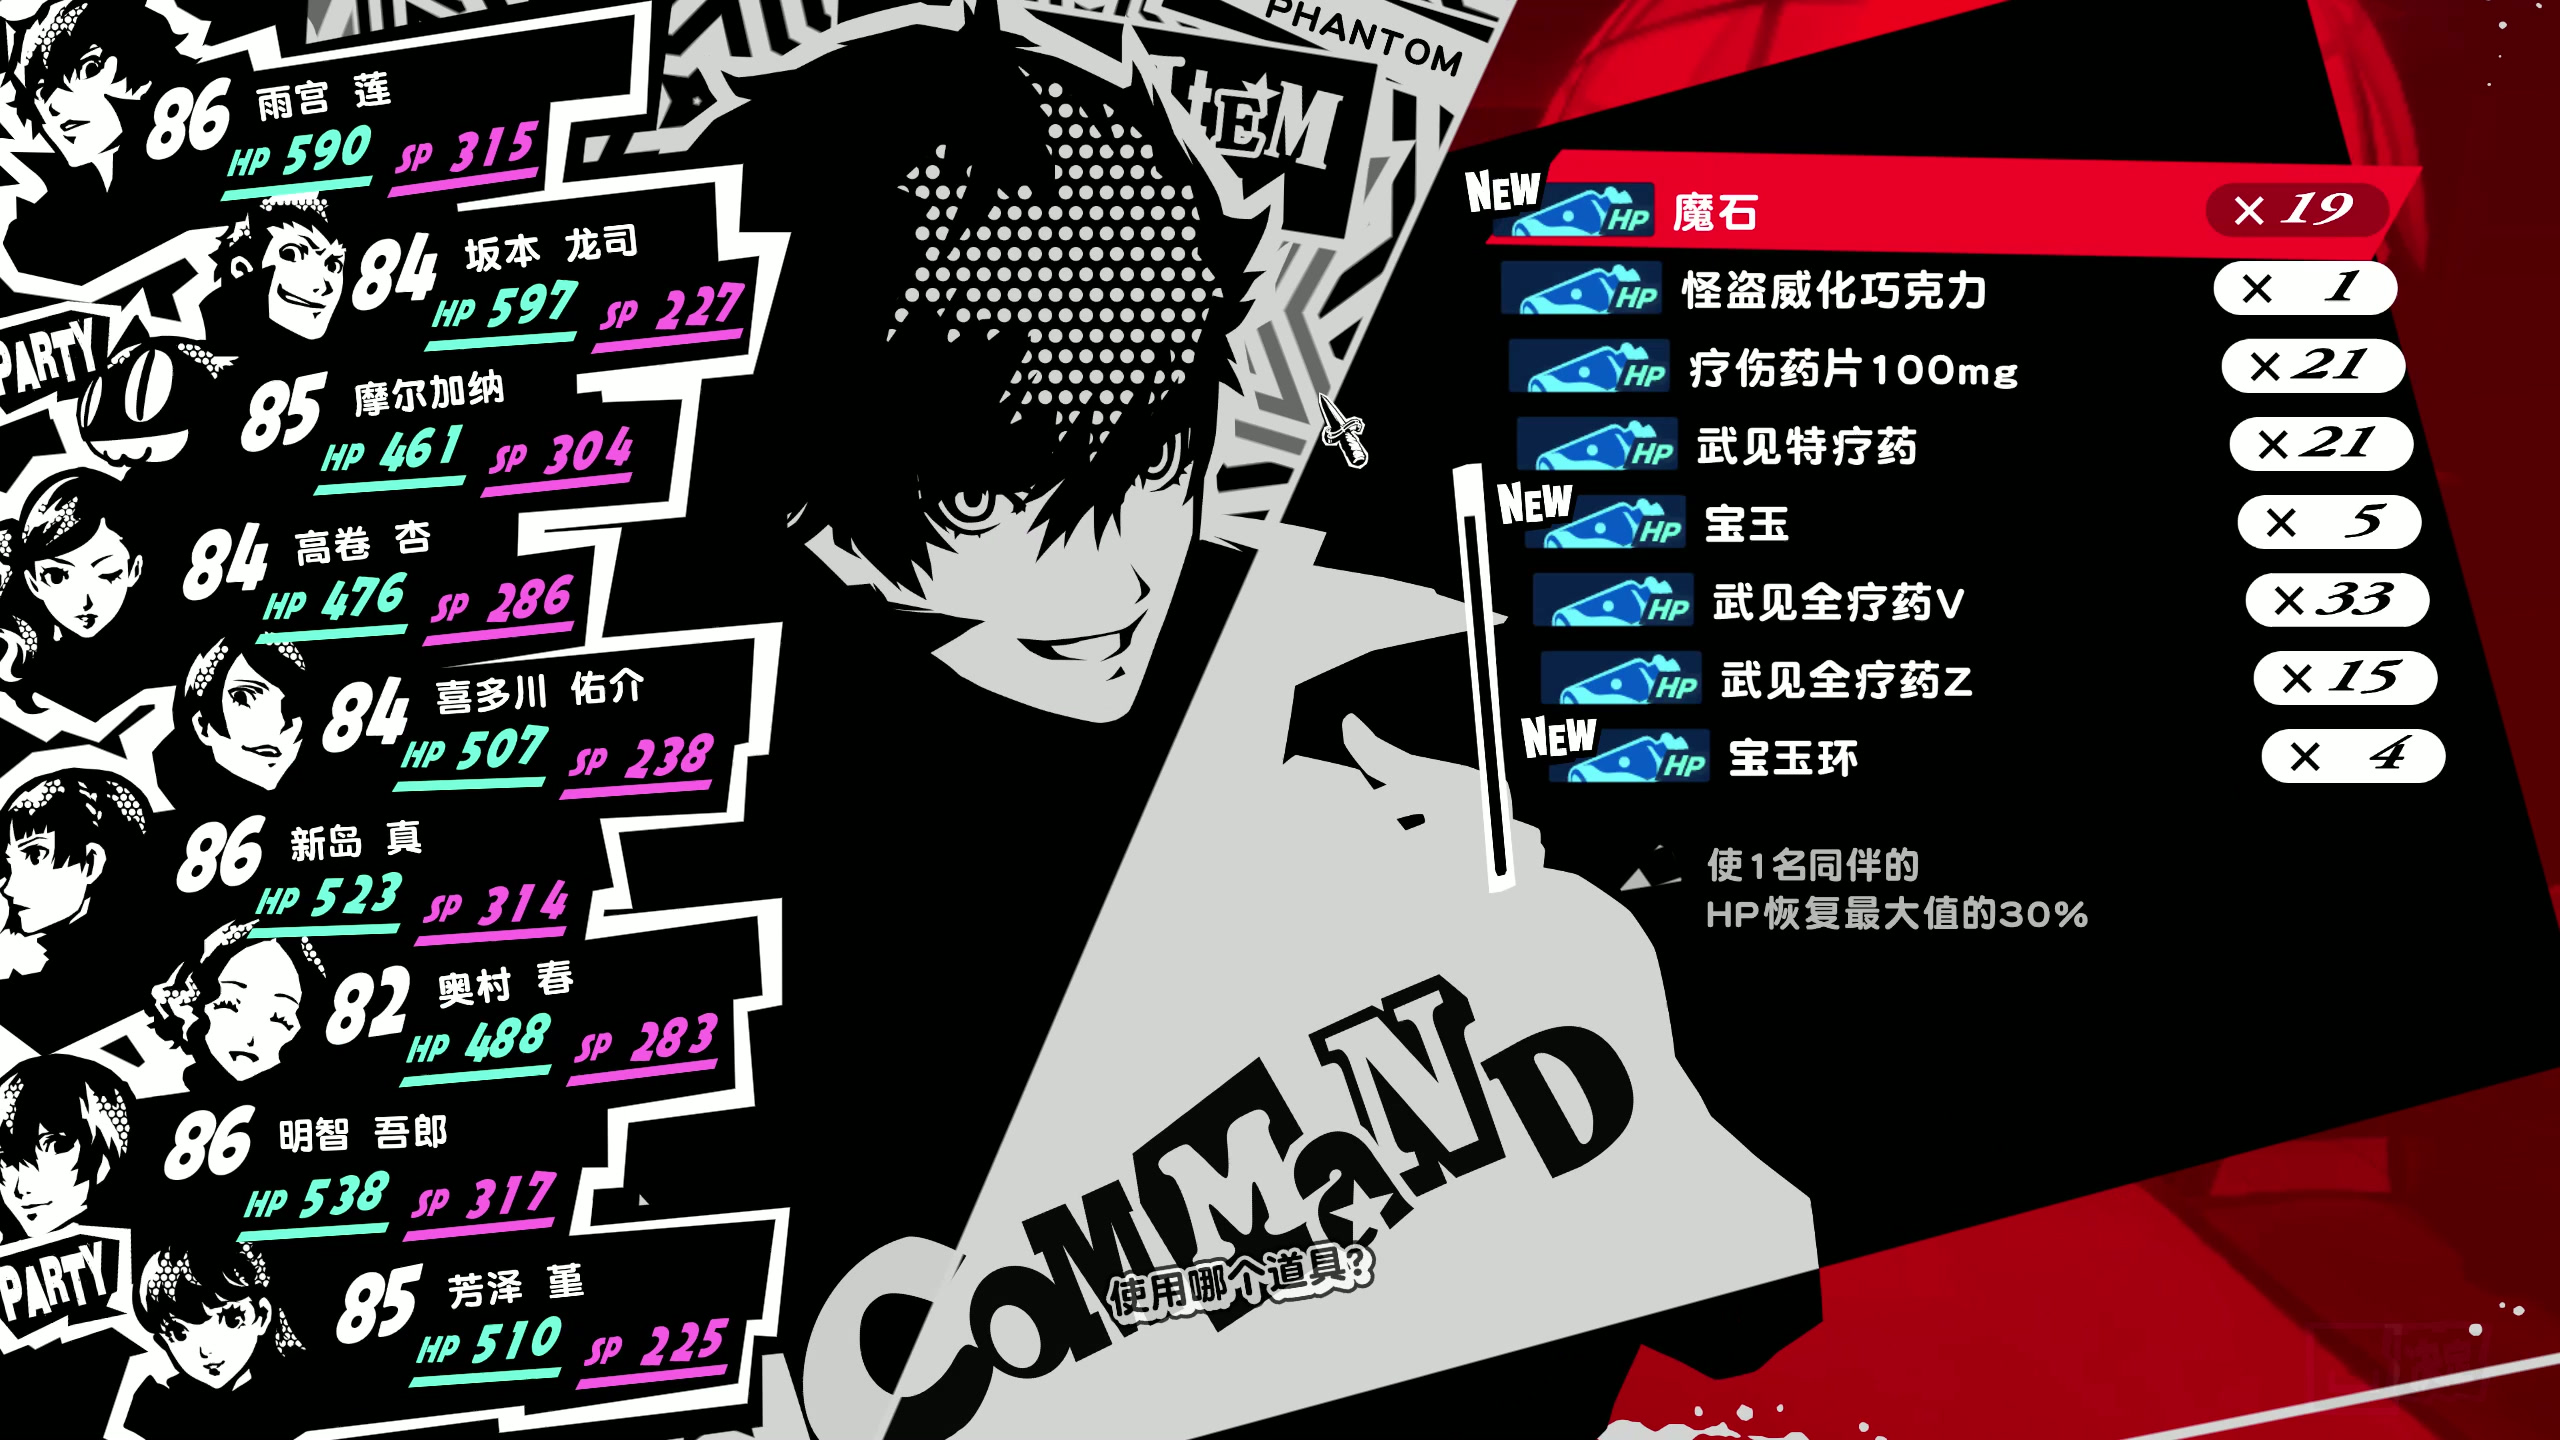 86 雨宫 莲
HP 590 SP 315
84 坂本 龙司
HP 597 SP 227
PARTY
85 摩尔加纳
HP 461 SP 304
84 高卷 杏
HP 476 SP 286
84 喜多川 佑介
HP 507 SP 238
86 新岛 真
HP 523 SP 314
82 奥村 春
HP 488 SP 283
86 明智 吾郎
HP 538 SP 317
PARTY
85 芳泽 堇
HP 510 SP 225
PHANTOM
ITEM
NEW HP 魔石 × 19
HP 怪盗威化巧克力 × 1
HP 疗伤药片100mg × 21
HP 武见特疗药 × 21
NEW HP 宝玉 × 5
HP 武见全疗药V × 33
HP 武见全疗药Z × 15
NEW HP 宝玉环 × 4
使1名同伴的
HP恢复最大值的30%
COMMaND
使用哪个道具?